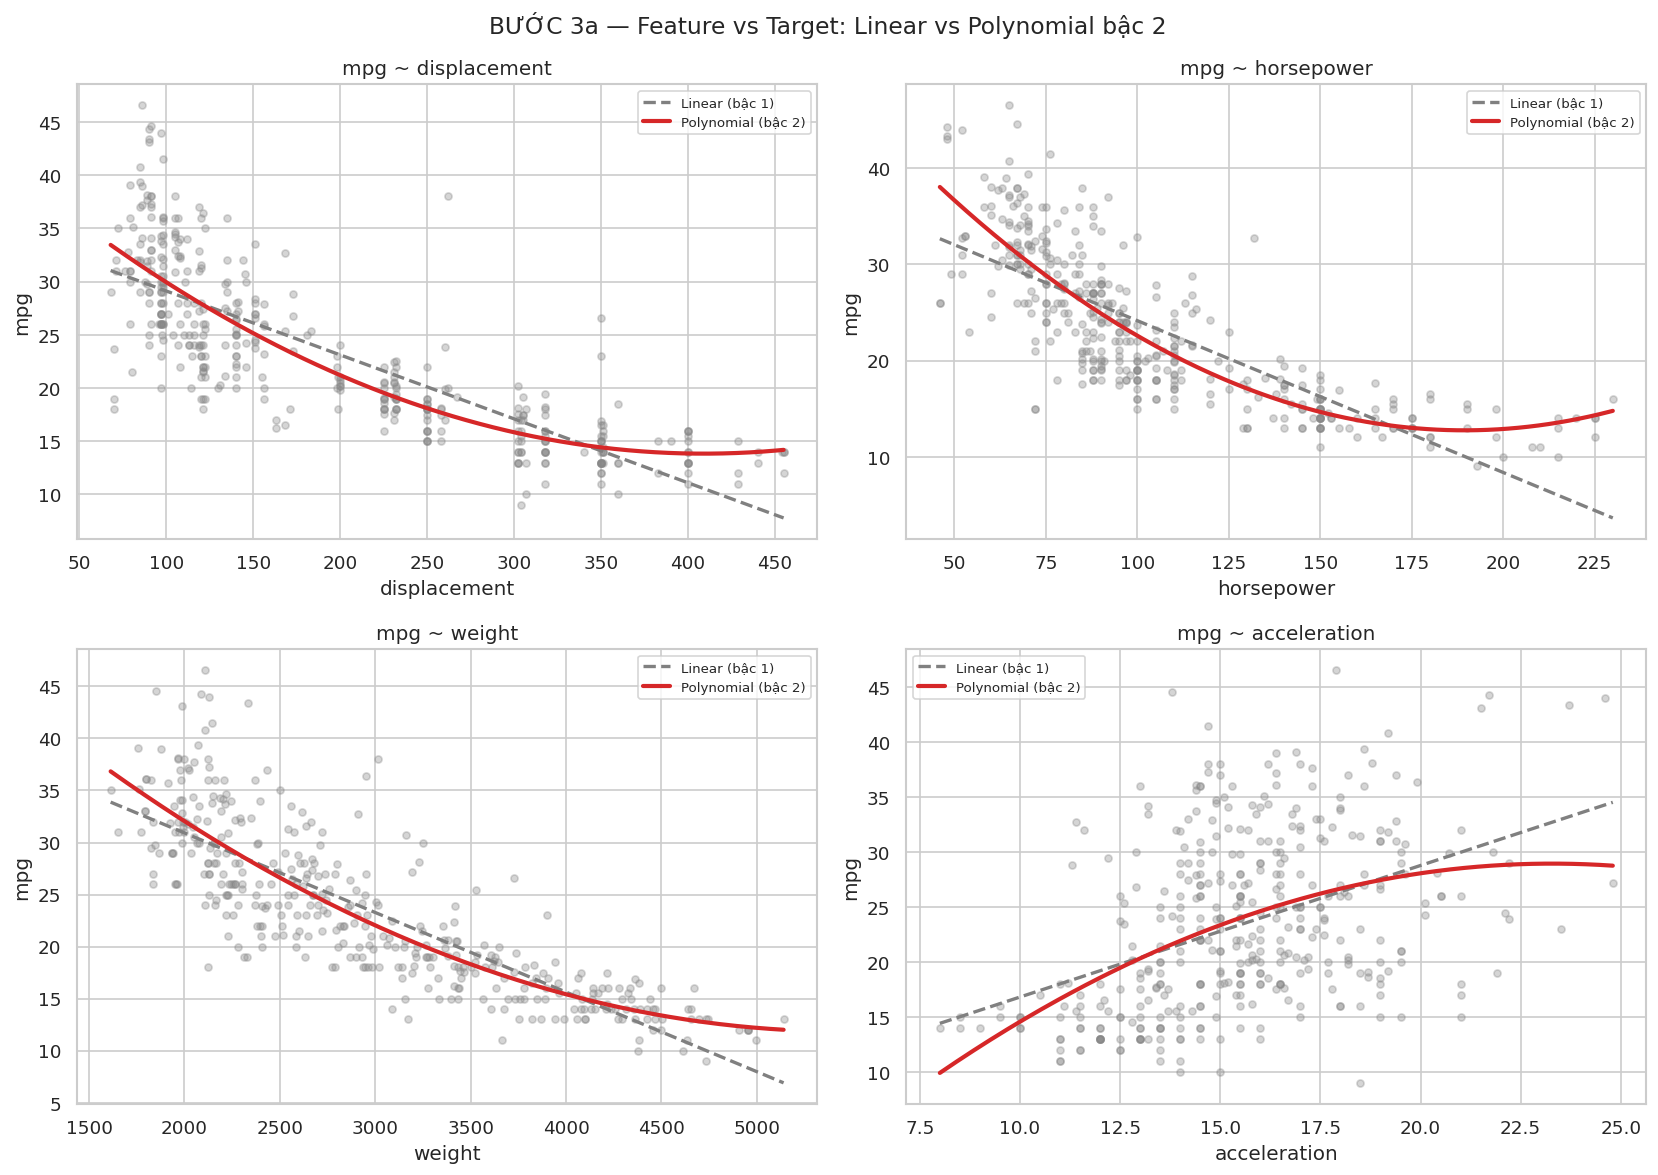 BƯỚC 3a — Feature vs Target: Linear vs Polynomial bậc 2
mpg ~ displacement
Linear (bậc 1)
Polynomial (bậc 2)
45
40
35
30
25
20
15
10
mpg
50 100 150 200 250 300 350 400 450
displacement
mpg ~ horsepower
Linear (bậc 1)
Polynomial (bậc 2)
40
30
20
10
mpg
50 75 100 125 150 175 200 225
horsepower
mpg ~ weight
Linear (bậc 1)
Polynomial (bậc 2)
45
40
35
30
25
20
15
10
5
mpg
1500 2000 2500 3000 3500 4000 4500 5000
weight
mpg ~ acceleration
Linear (bậc 1)
Polynomial (bậc 2)
45
40
35
30
25
20
15
10
mpg
7.5 10.0 12.5 15.0 17.5 20.0 22.5 25.0
acceleration